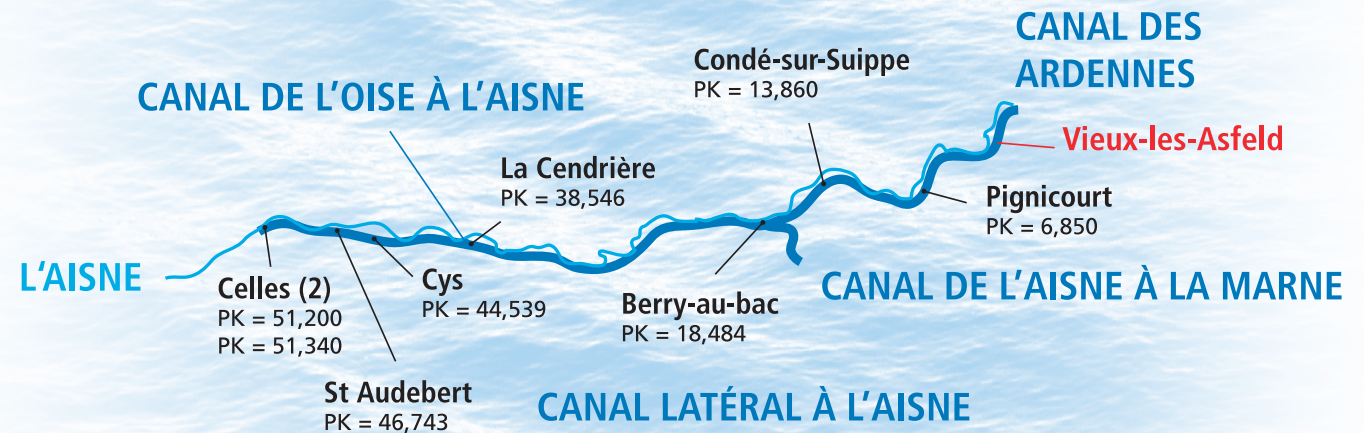 CANAL DES
ARDENNES
Condé-sur-Suippe
PK = 13,860
CANAL DE L'OISE À L'AISNE
Vieux-les-Asfeld
La Cendrière
PK = 38,546
Pignicourt
PK = 6,850
L'AISNE
Celles (2)
PK = 51,200
PK = 51,340
Cys
PK = 44,539
Berry-au-bac
PK = 18,484
CANAL DE L'AISNE À LA MARNE
St Audebert
PK = 46,743
CANAL LATÉRAL À L'AISNE